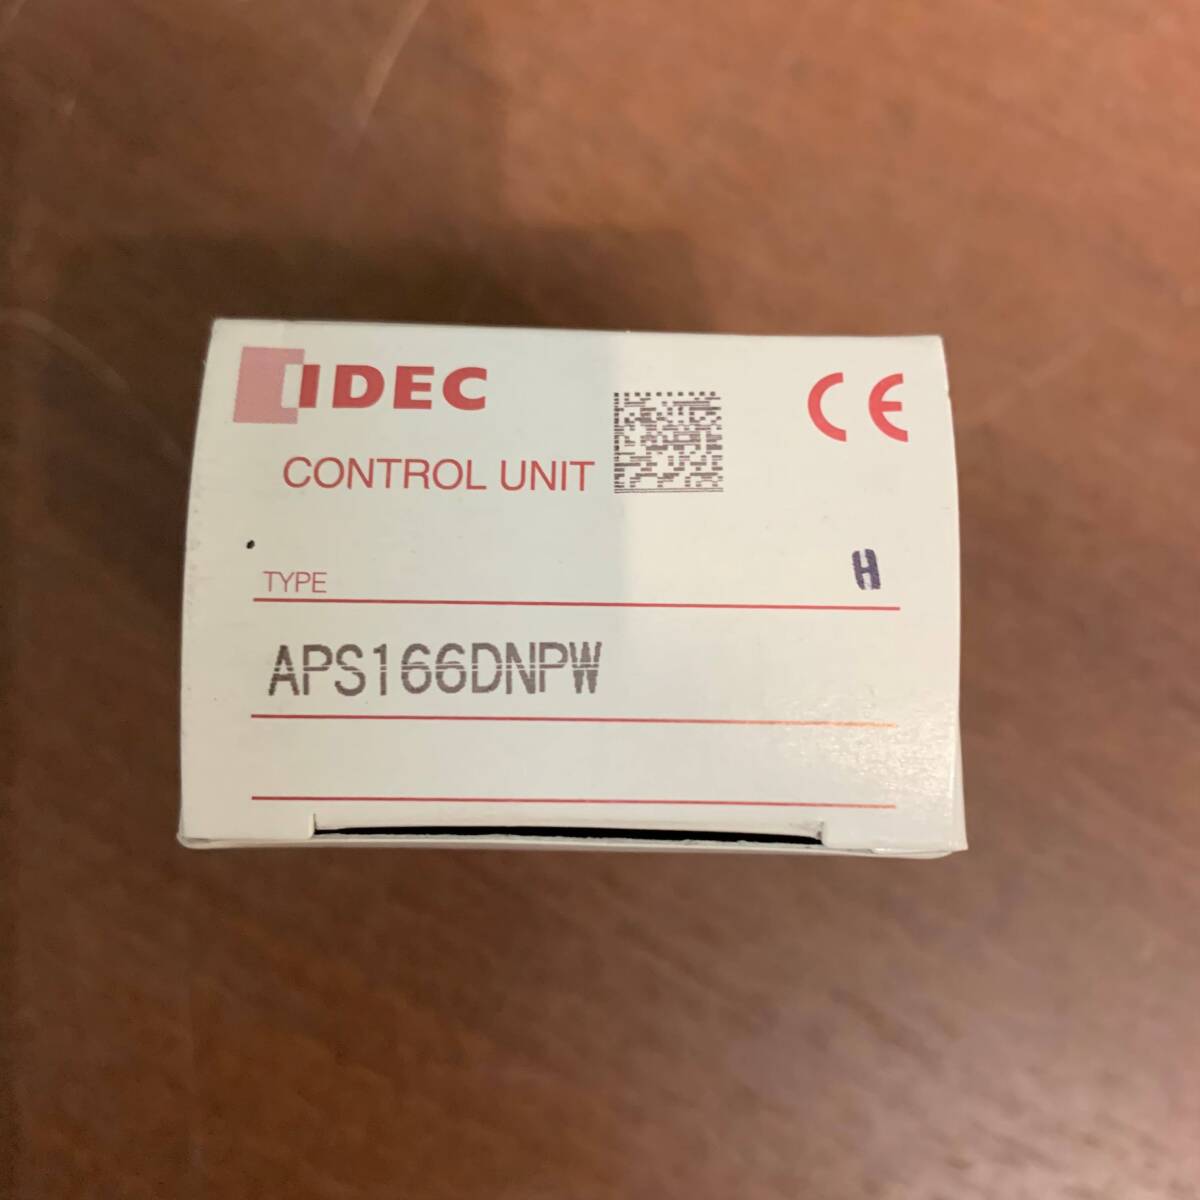 IDEC
CE
CONTROL UNIT
TYPE
H
APS166DNPW